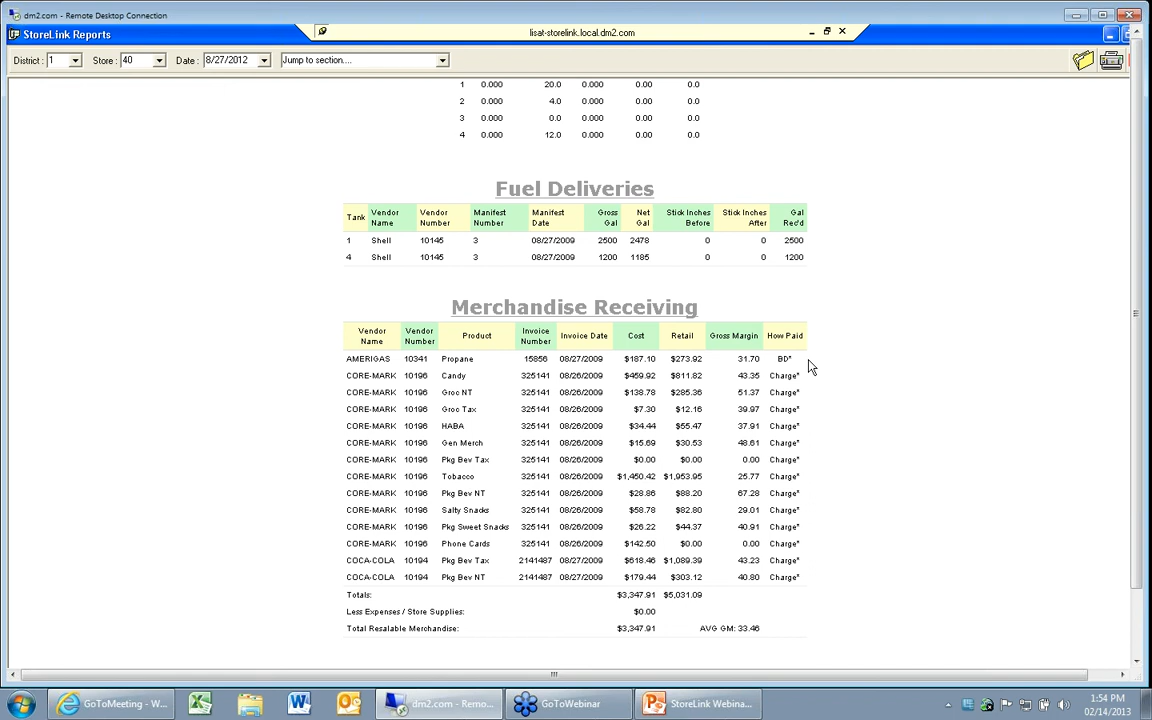 dm2.com - Remote Desktop Connection
StoreLink Reports
lisat-storelink.local.dm2.com
District : 1 Store : 40 Date : 8/27/2012 Jump to section....
1 0.000 20.0 0.000 0.00 0.0
2 0.000 4.0 0.000 0.00 0.0
3 0.000 0.0 0.000 0.00 0.0
4 0.000 12.0 0.000 0.00 0.0
Fuel Deliveries
Tank Vendor Name Vendor Number Manifest Number Manifest Date Gross Gal Net Gal Stick Inches Before Stick Inches After Gal Rec'd
1 Shell 10145 3 08/27/2009 2500 2478 0 0 2500
4 Shell 10145 3 08/27/2009 1200 1185 0 0 1200
Merchandise Receiving
Vendor Name Vendor Number Product Invoice Number Invoice Date Cost Retail Gross Margin How Paid
AMERIGAS 10341 Propane 15856 08/27/2009 $187.10 $273.92 31.70 BD*
CORE-MARK 10196 Candy 325141 08/26/2009 $459.92 $811.82 43.35 Charge*
CORE-MARK 10196 Groc NT 325141 08/26/2009 $138.78 $285.36 51.37 Charge*
CORE-MARK 10196 Groc Tax 325141 08/26/2009 $7.30 $12.16 39.97 Charge*
CORE-MARK 10196 HABA 325141 08/26/2009 $34.44 $55.47 37.91 Charge*
CORE-MARK 10196 Gen Merch 325141 08/26/2009 $15.69 $30.53 48.61 Charge*
CORE-MARK 10196 Pkg Bev Tax 325141 08/26/2009 $0.00 $0.00 0.00 Charge*
CORE-MARK 10196 Tobacco 325141 08/26/2009 $1,450.42 $1,953.95 25.77 Charge*
CORE-MARK 10196 Pkg Bev NT 325141 08/26/2009 $28.86 $88.20 67.28 Charge*
CORE-MARK 10196 Salty Snacks 325141 08/26/2009 $58.78 $82.80 29.01 Charge*
CORE-MARK 10196 Pkg Sweet Snacks 325141 08/26/2009 $26.22 $44.37 40.91 Charge*
CORE-MARK 10196 Phone Cards 325141 08/26/2009 $142.50 $0.00 0.00 Charge*
COCA-COLA 10194 Pkg Bev Tax 2141487 08/27/2009 $618.46 $1,089.39 43.23 Charge*
COCA-COLA 10194 Pkg Bev NT 2141487 08/27/2009 $179.44 $303.12 40.80 Charge*
Totals: $3,347.91 $5,031.09
Less Expenses / Store Supplies: $0.00
Total Resalable Merchandise: $3,347.91 AVG GM: 33.46
GoToMeeting - W... dm2.com - Remo... GoToWebinar StoreLink Webina...
1:54 PM
02/14/2013